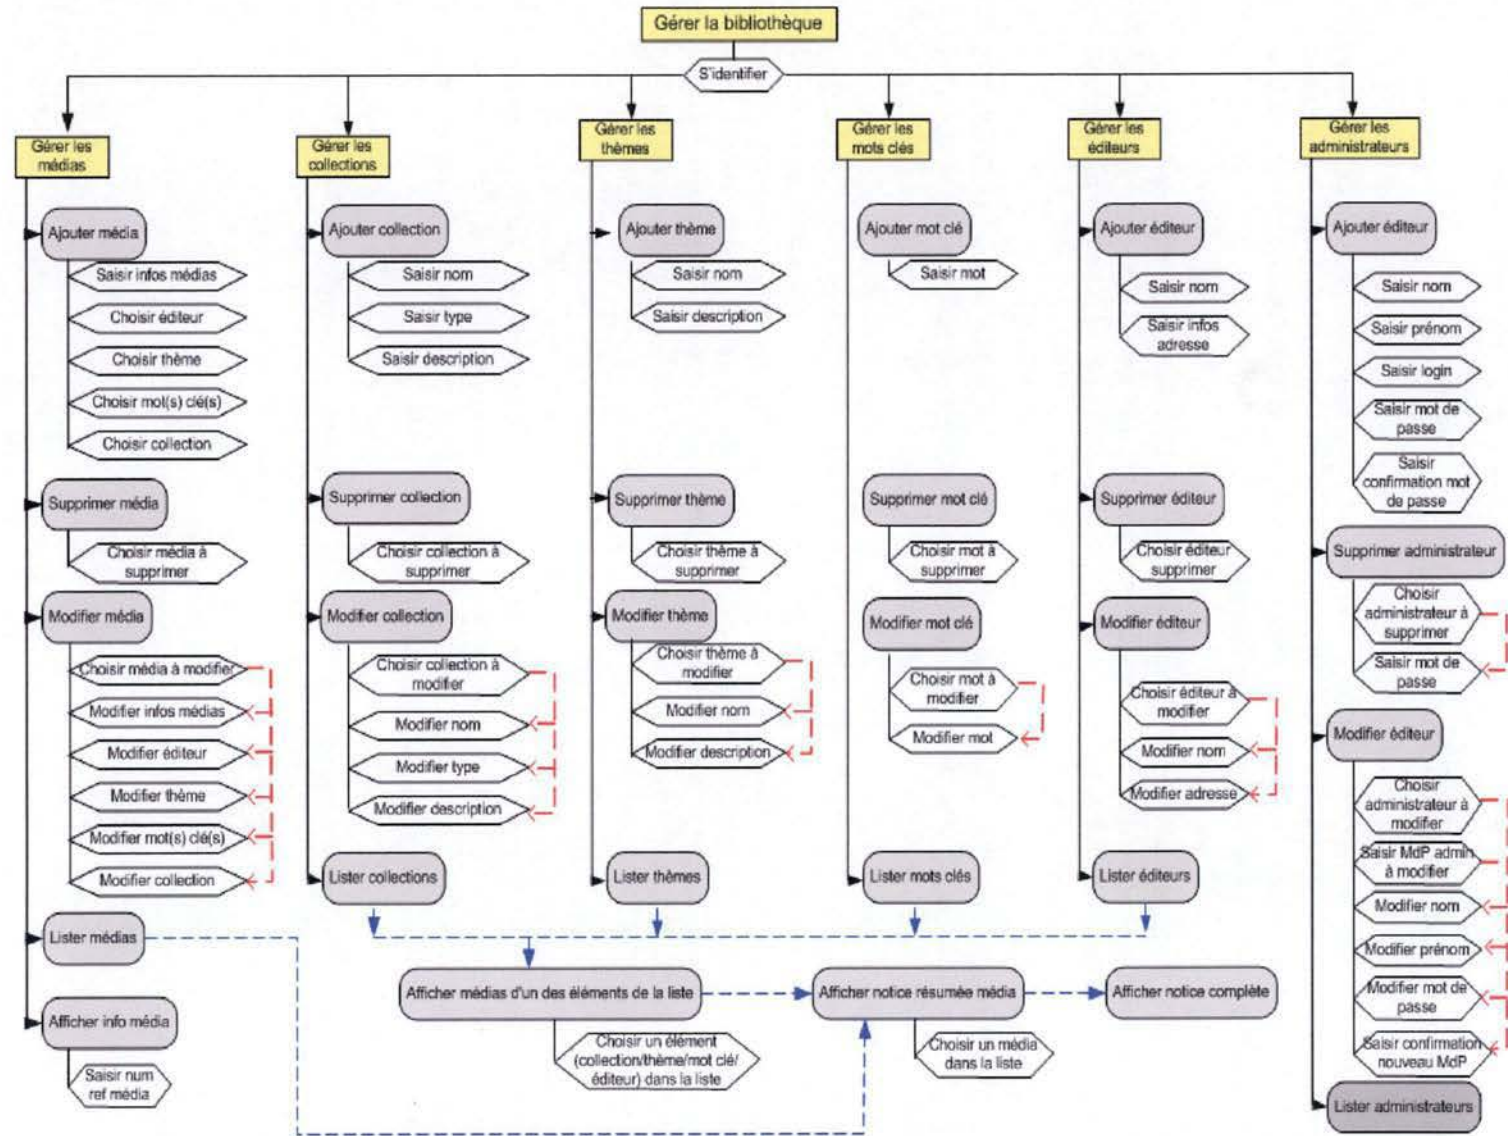 Gérer la bibliothèque
S'identifier
Gérer les
médias
Ajouter média
Saisir infos médias
Choisir éditeur
Choisir thème
Choisir mot(s) clé(s)
Choisir collection
Supprimer média
Choisir média à
supprimer
Modifier média
Choisir média à modifier
Modifier infos médias
Modifier éditeur
Modifier thème
Modifier mot(s) clé(s)
Modifier collection
Lister médias
Afficher info média
Saisir num
ref média
Gérer les
collections
Ajouter collection
Saisir nom
Saisir type
Saisir description
Supprimer collection
Choisir collection à
supprimer
Modifier collection
Choisir collection à
modifier
Modifier nom
Modifier type
Modifier description
Lister collections
Gérer les
thèmes
Ajouter thème
Saisir nom
Saisir description
Supprimer thème
Choisir thème à
supprimer
Modifier thème
Choisir thème à
modifier
Modifier nom
Modifier description
Lister thèmes
Gérer les
mots clés
Ajouter mot clé
Saisir mot
Supprimer mot clé
Choisir mot à
supprimer
Modifier mot clé
Choisir mot à
modifier
Modifier mot
Lister mots clés
Gérer les
éditeurs
Ajouter éditeur
Saisir nom
Saisir infos
adresse
Supprimer éditeur
Choisir éditeur
supprimer
Modifier éditeur
Choisir éditeur à
modifier
Modifier nom
Modifier adresse
Lister éditeurs
Gérer les
administrateurs
Ajouter éditeur
Saisir nom
Saisir prénom
Saisir login
Saisir mot de
passe
Saisir
confirmation mot
de passe
Supprimer administrateur
Choisir
administrateur à
supprimer
Saisir mot de
passe
Modifier éditeur
Choisir
administrateur à
modifier
Saisir MdP admin
à modifier
Modifier nom
Modifier prénom
Modifier mot de
passe
Saisir confirmation
nouveau MdP
Lister administrateurs
Afficher médias d'un des éléments de la liste
Choisir un élément
(collection/thème/mot clé/
éditeur) dans la liste
Afficher notice résumée média
Choisir un média
dans la liste
Afficher notice complète